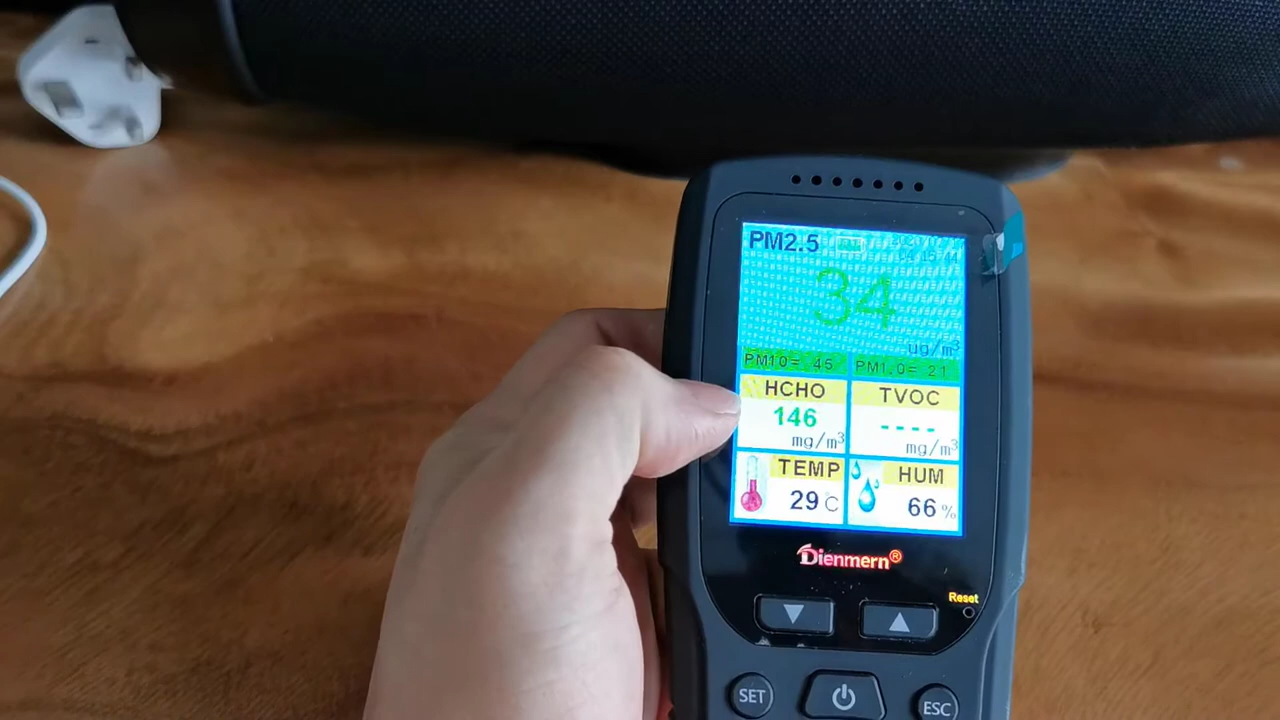 PM2.5
34
ug/m³
PM10= 45 PM1.0= 21
HCHO TVOC
146 ----
mg/m³ mg/m³
TEMP HUM
29℃ 66%
Dienmern®
Reset
SET ESC